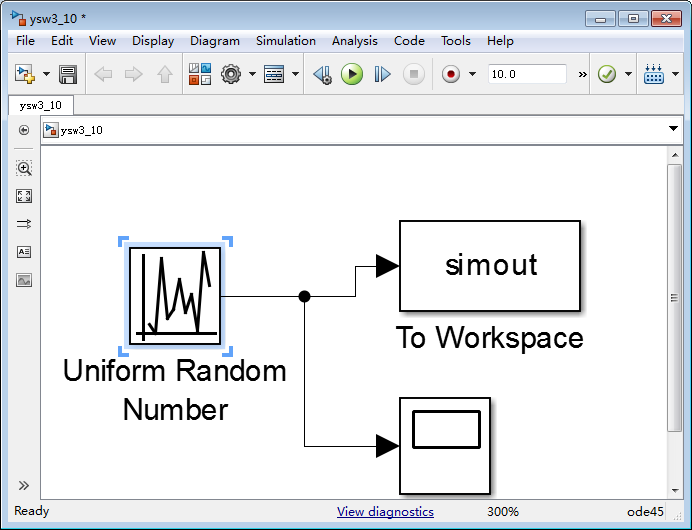 ysw3_10 *
File Edit View Display Diagram Simulation Analysis Code Tools Help
10.0 »
ysw3_10
ysw3_10
simout
To Workspace
Uniform Random
Number
Ready View diagnostics 300% ode45